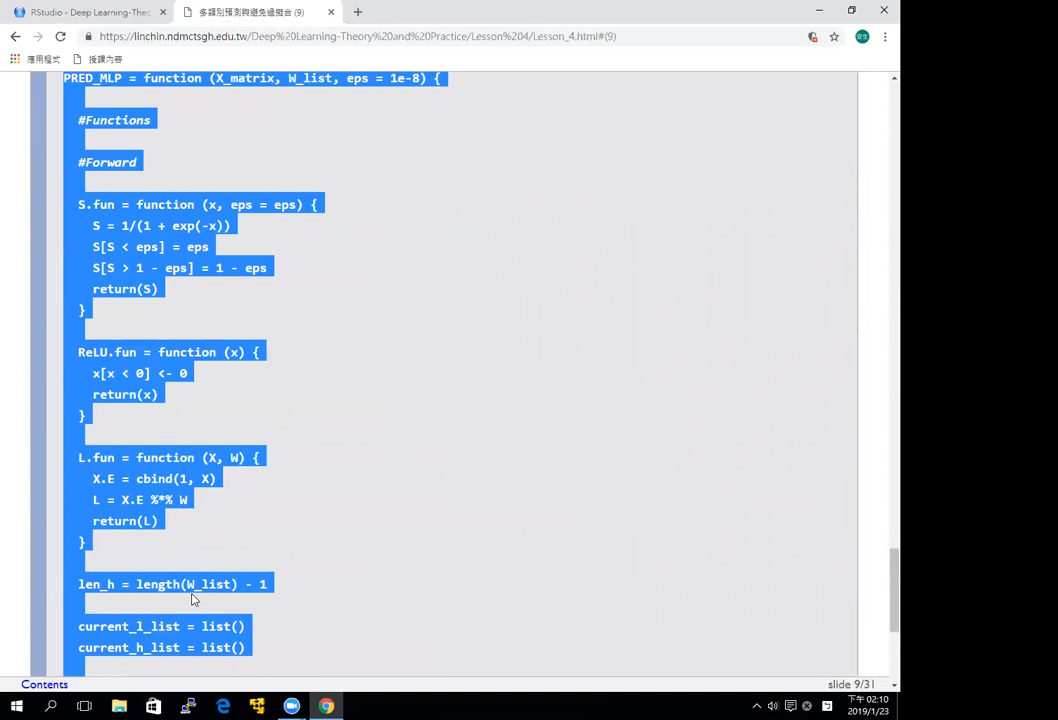 RStudio - Deep Learning-Theo
多類別預測與避免過擬合 (9)
https://linchin.ndmctsgh.edu.tw/Deep%20Learning-Theory%20and%20Practice/Lesson%204/Lesson_4.html#(9)
應用程式
授課內容
PRED_MLP = function (X_matrix, W_list, eps = 1e-8) {
#Functions
#Forward
S.fun = function (x, eps = eps) {
S = 1/(1 + exp(-x))
S[S < eps] = eps
S[S > 1 - eps] = 1 - eps
return(S)
}
ReLU.fun = function (x) {
x[x < 0] <- 0
return(x)
}
L.fun = function (X, W) {
X.E = cbind(1, X)
L = X.E %*% W
return(L)
}
len_h = length(W_list) - 1
current_l_list = list()
current_h_list = list()
Contents
slide 9/31
下午 02:10
2019/1/23